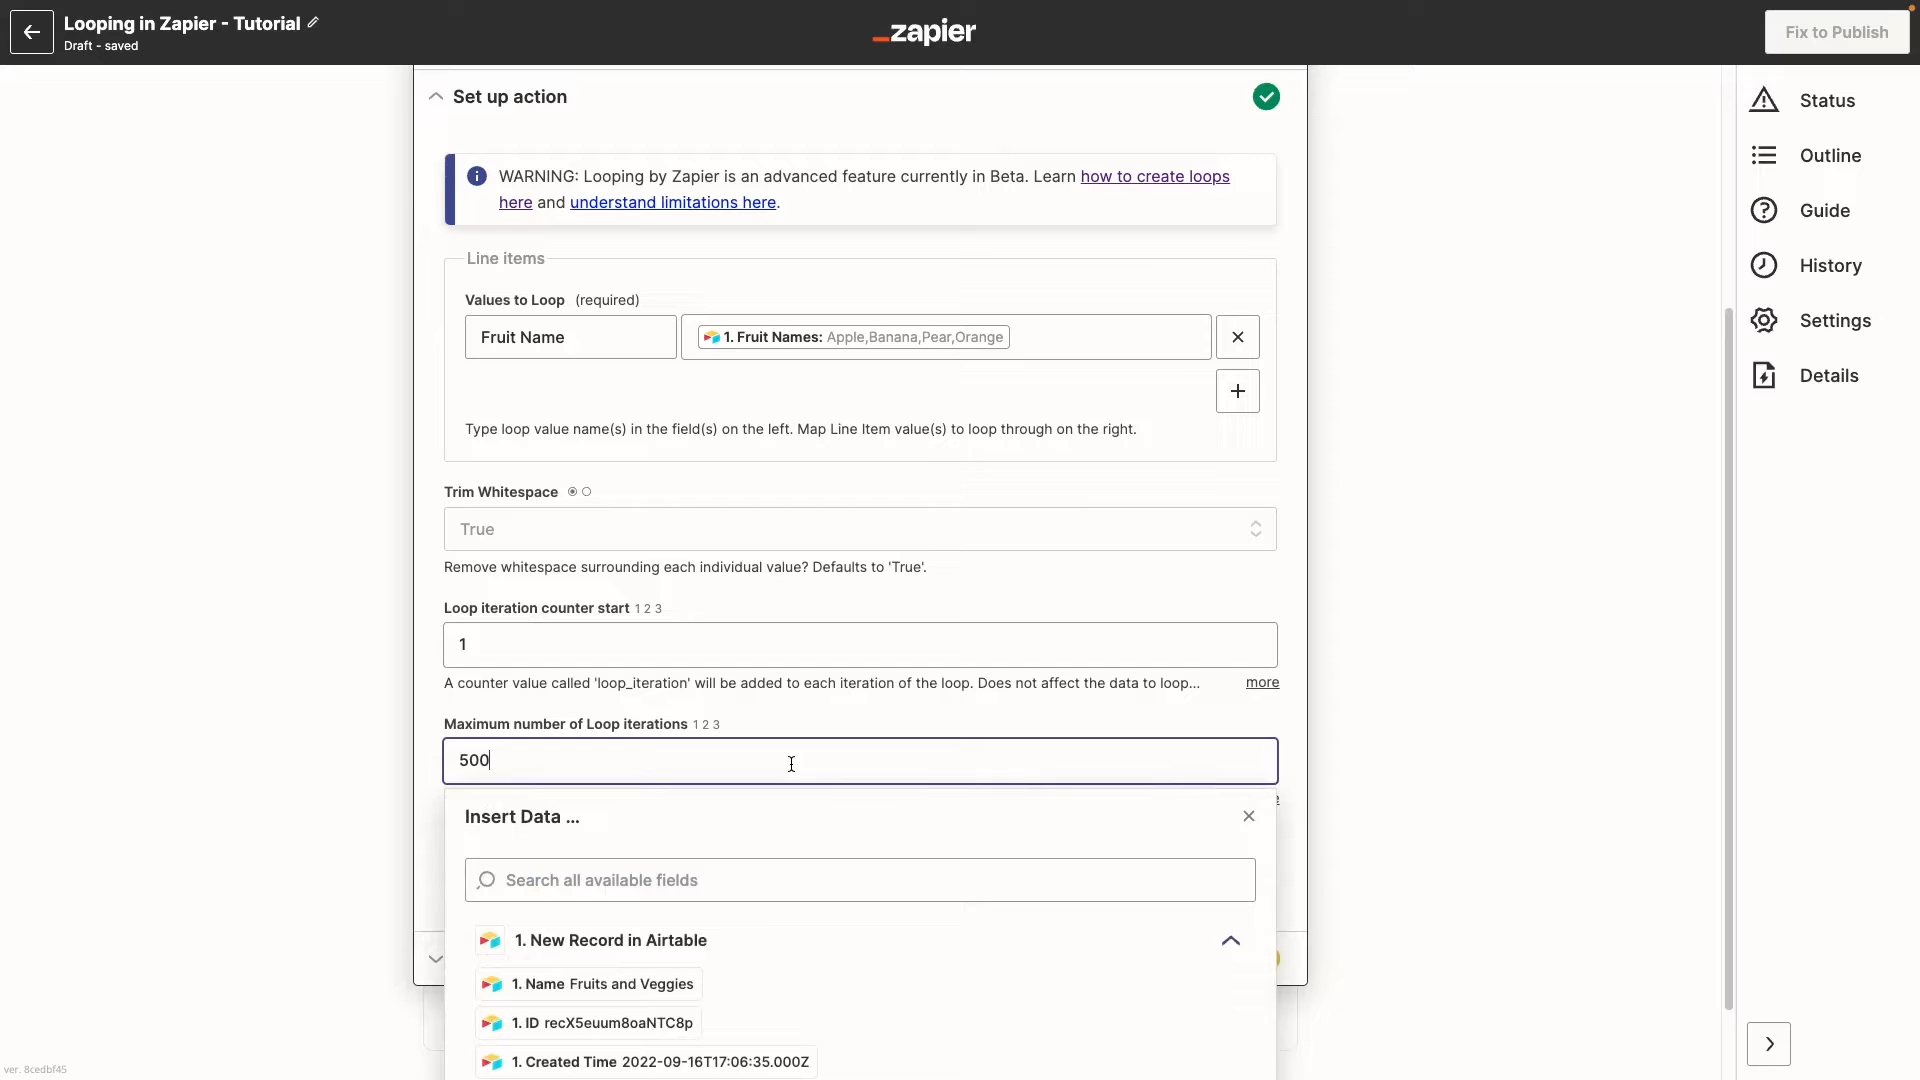 Looping in Zapier - Tutorial
Draft - saved
zapier
Fix to Publish
Set up action
WARNING: Looping by Zapier is an advanced feature currently in Beta. Learn how to create loops
here and understand limitations here.
Line items
Values to Loop (required)
Fruit Name
1. Fruit Names: Apple,Banana,Pear,Orange
Type loop value name(s) in the field(s) on the left. Map Line Item value(s) to loop through on the right.
Trim Whitespace
True
Remove whitespace surrounding each individual value? Defaults to 'True'.
Loop iteration counter start 1 2 3
1
A counter value called 'loop_iteration' will be added to each iteration of the loop. Does not affect the data to loop... more
Maximum number of Loop iterations 1 2 3
500
Insert Data ...
Search all available fields
1. New Record in Airtable
1. Name Fruits and Veggies
1. ID recX5euum8oaNTC8p
1. Created Time 2022-09-16T17:06:35.000Z
Status
Outline
Guide
History
Settings
Details
ver. 8cedbf45